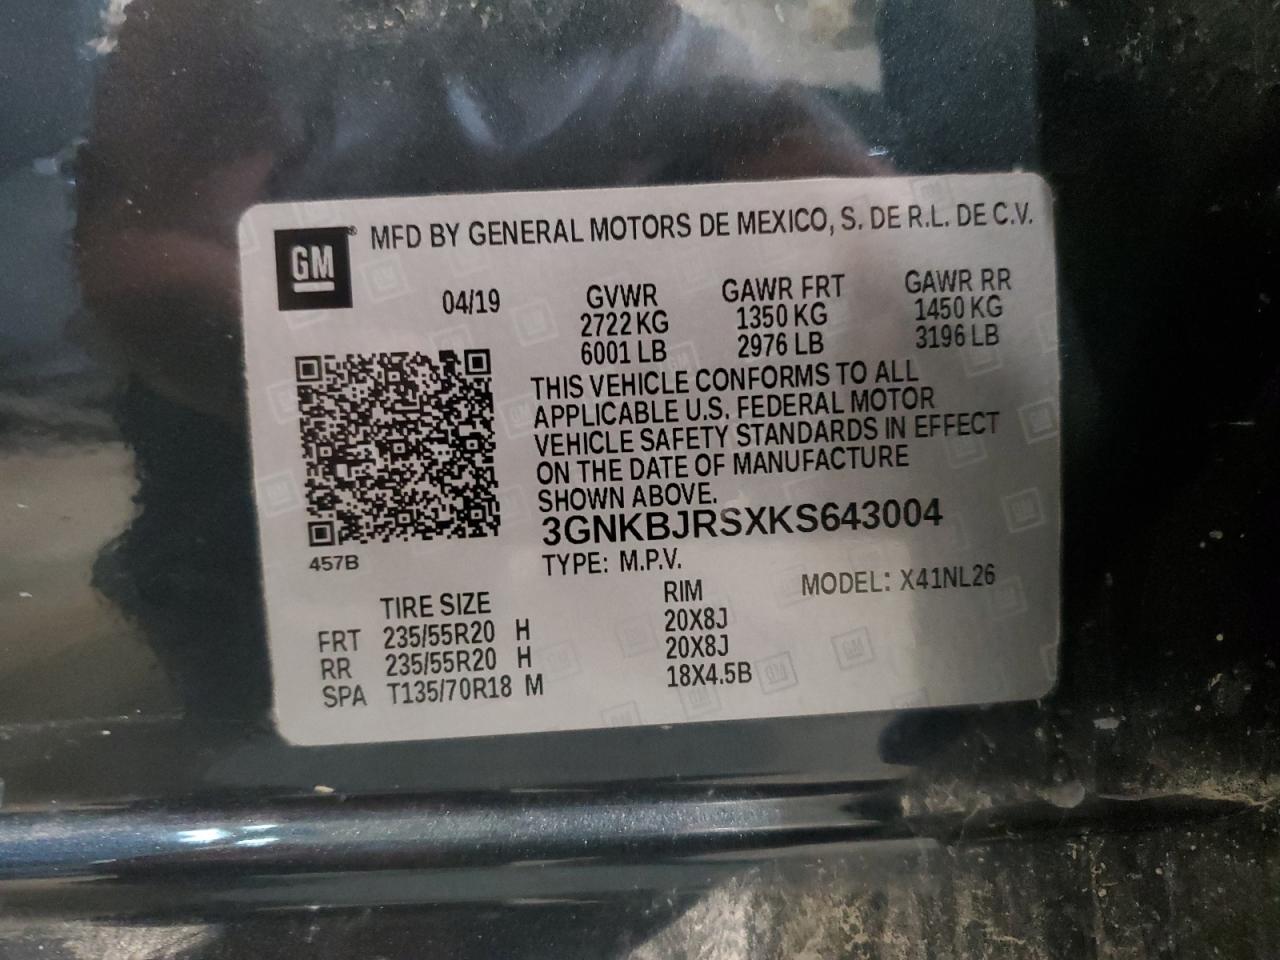 GM® MFD BY GENERAL MOTORS DE MEXICO, S. DE R.L. DE C.V.
04/19 GVWR GAWR FRT GAWR RR
2722 KG 1350 KG 1450 KG
6001 LB 2976 LB 3196 LB
THIS VEHICLE CONFORMS TO ALL
APPLICABLE U.S. FEDERAL MOTOR
VEHICLE SAFETY STANDARDS IN EFFECT
ON THE DATE OF MANUFACTURE
SHOWN ABOVE.
3GNKBJRSXKS643004
457B
TYPE: M.P.V. MODEL: X41NL26
TIRE SIZE RIM
FRT 235/55R20 H 20X8J
RR 235/55R20 H 20X8J
SPA T135/70R18 M 18X4.5B